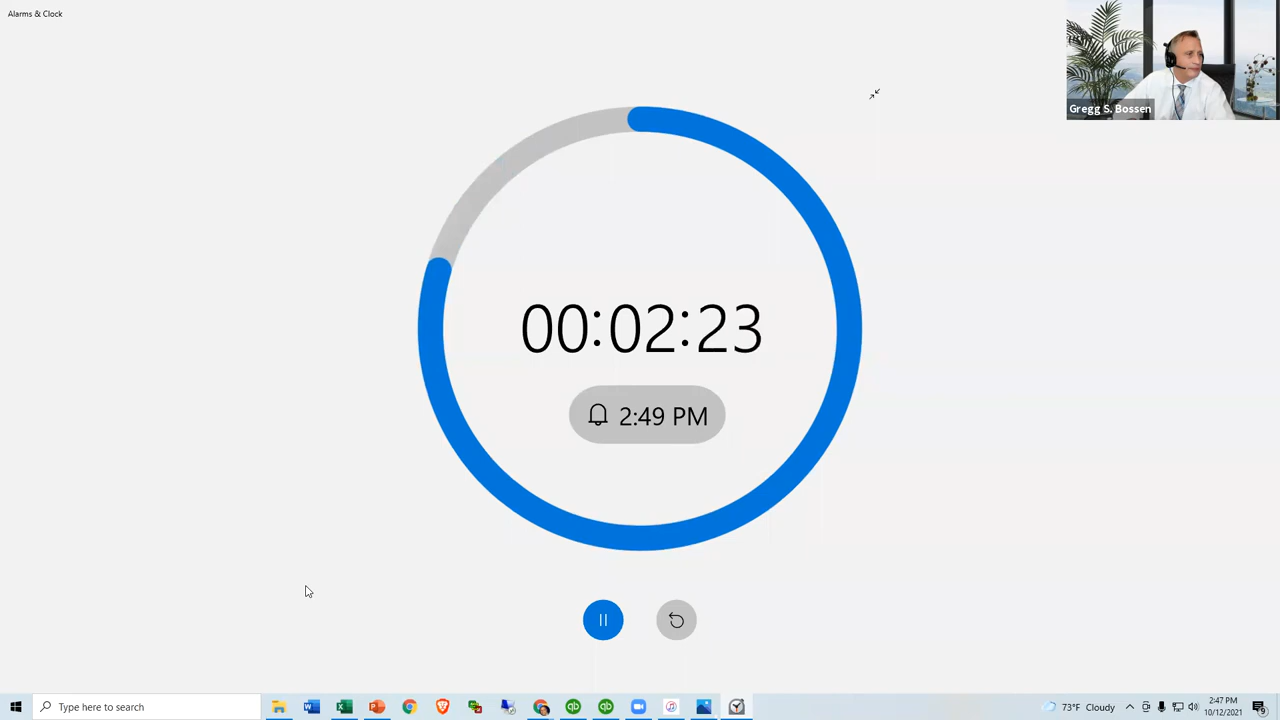 Alarms & Clock
Gregg S. Bossen
00:02:23
2:49 PM
Type here to search
73°F Cloudy
2:47 PM
10/12/2021